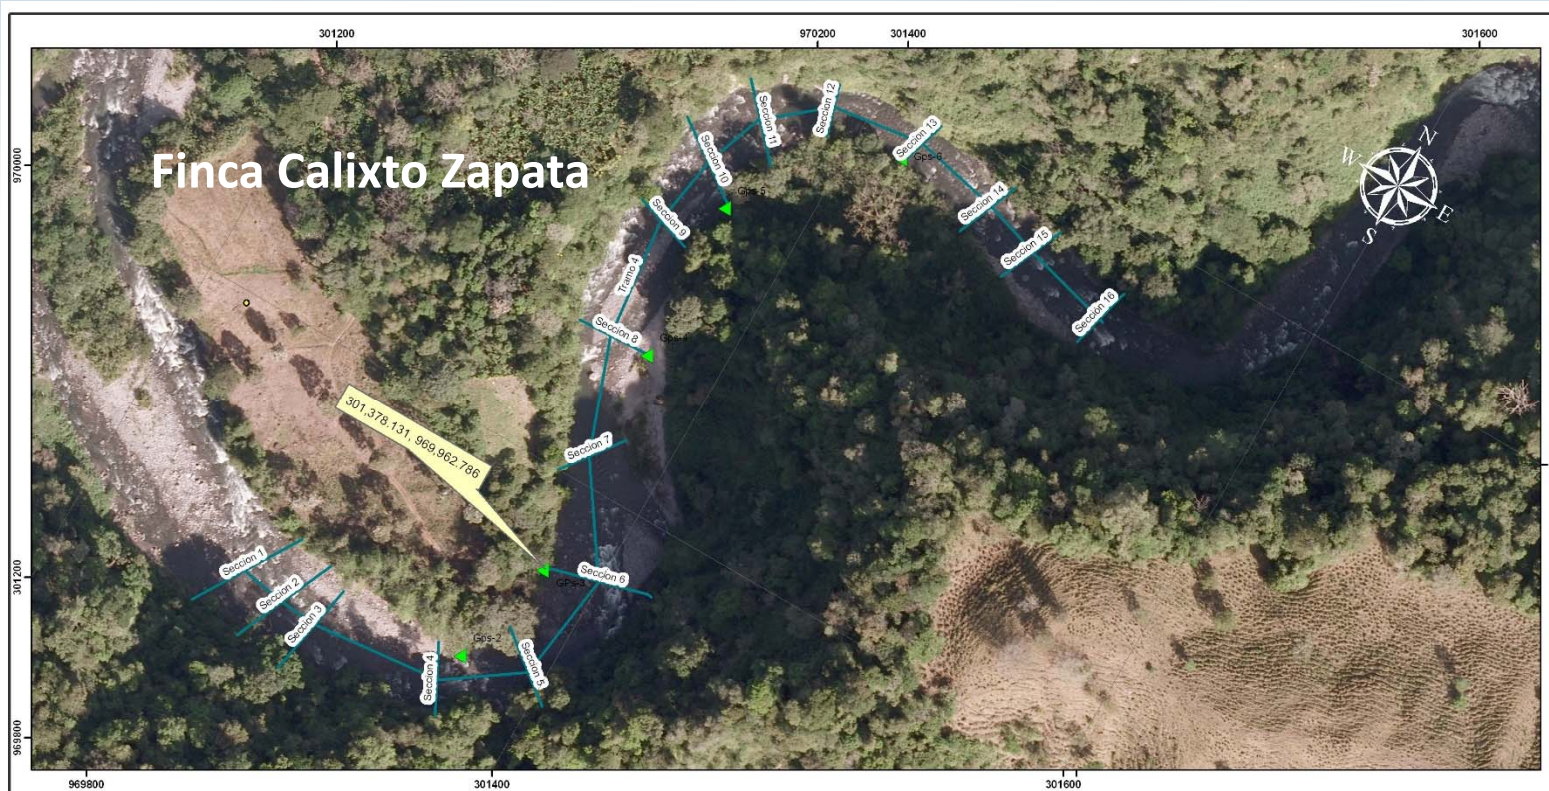 301200
970200
301400
301600
970000
301200
969800
969800
301400
301600
Finca Calixto Zapata
N
W
E
S
Seccion 12
Seccion 11
Seccion 13
Gps-6
Seccion 10
Gps-5
Seccion 9
Seccion 14
Seccion 15
Tramo 4
Seccion 16
Seccion 8
Gps-4
301,378.131, 969,962.786
Seccion 7
Seccion 1
Seccion 2
Seccion 3
Seccion 6
Gps-2
Seccion 4
Seccion 5